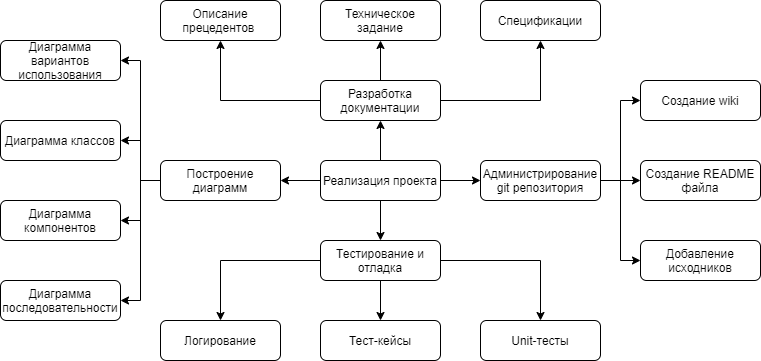 Описание
прецедентов
Техническое
задание
Спецификации
Диаграмма
вариантов
использования
Разработка
документации
Создание wiki
Диаграмма классов
Построение
диаграмм
Реализация проекта
Администрирование
git репозитория
Создание README
файла
Диаграмма
компонентов
Тестирование и
отладка
Добавление
исходников
Диаграмма
последовательности
Логирование
Тест-кейсы
Unit-тесты